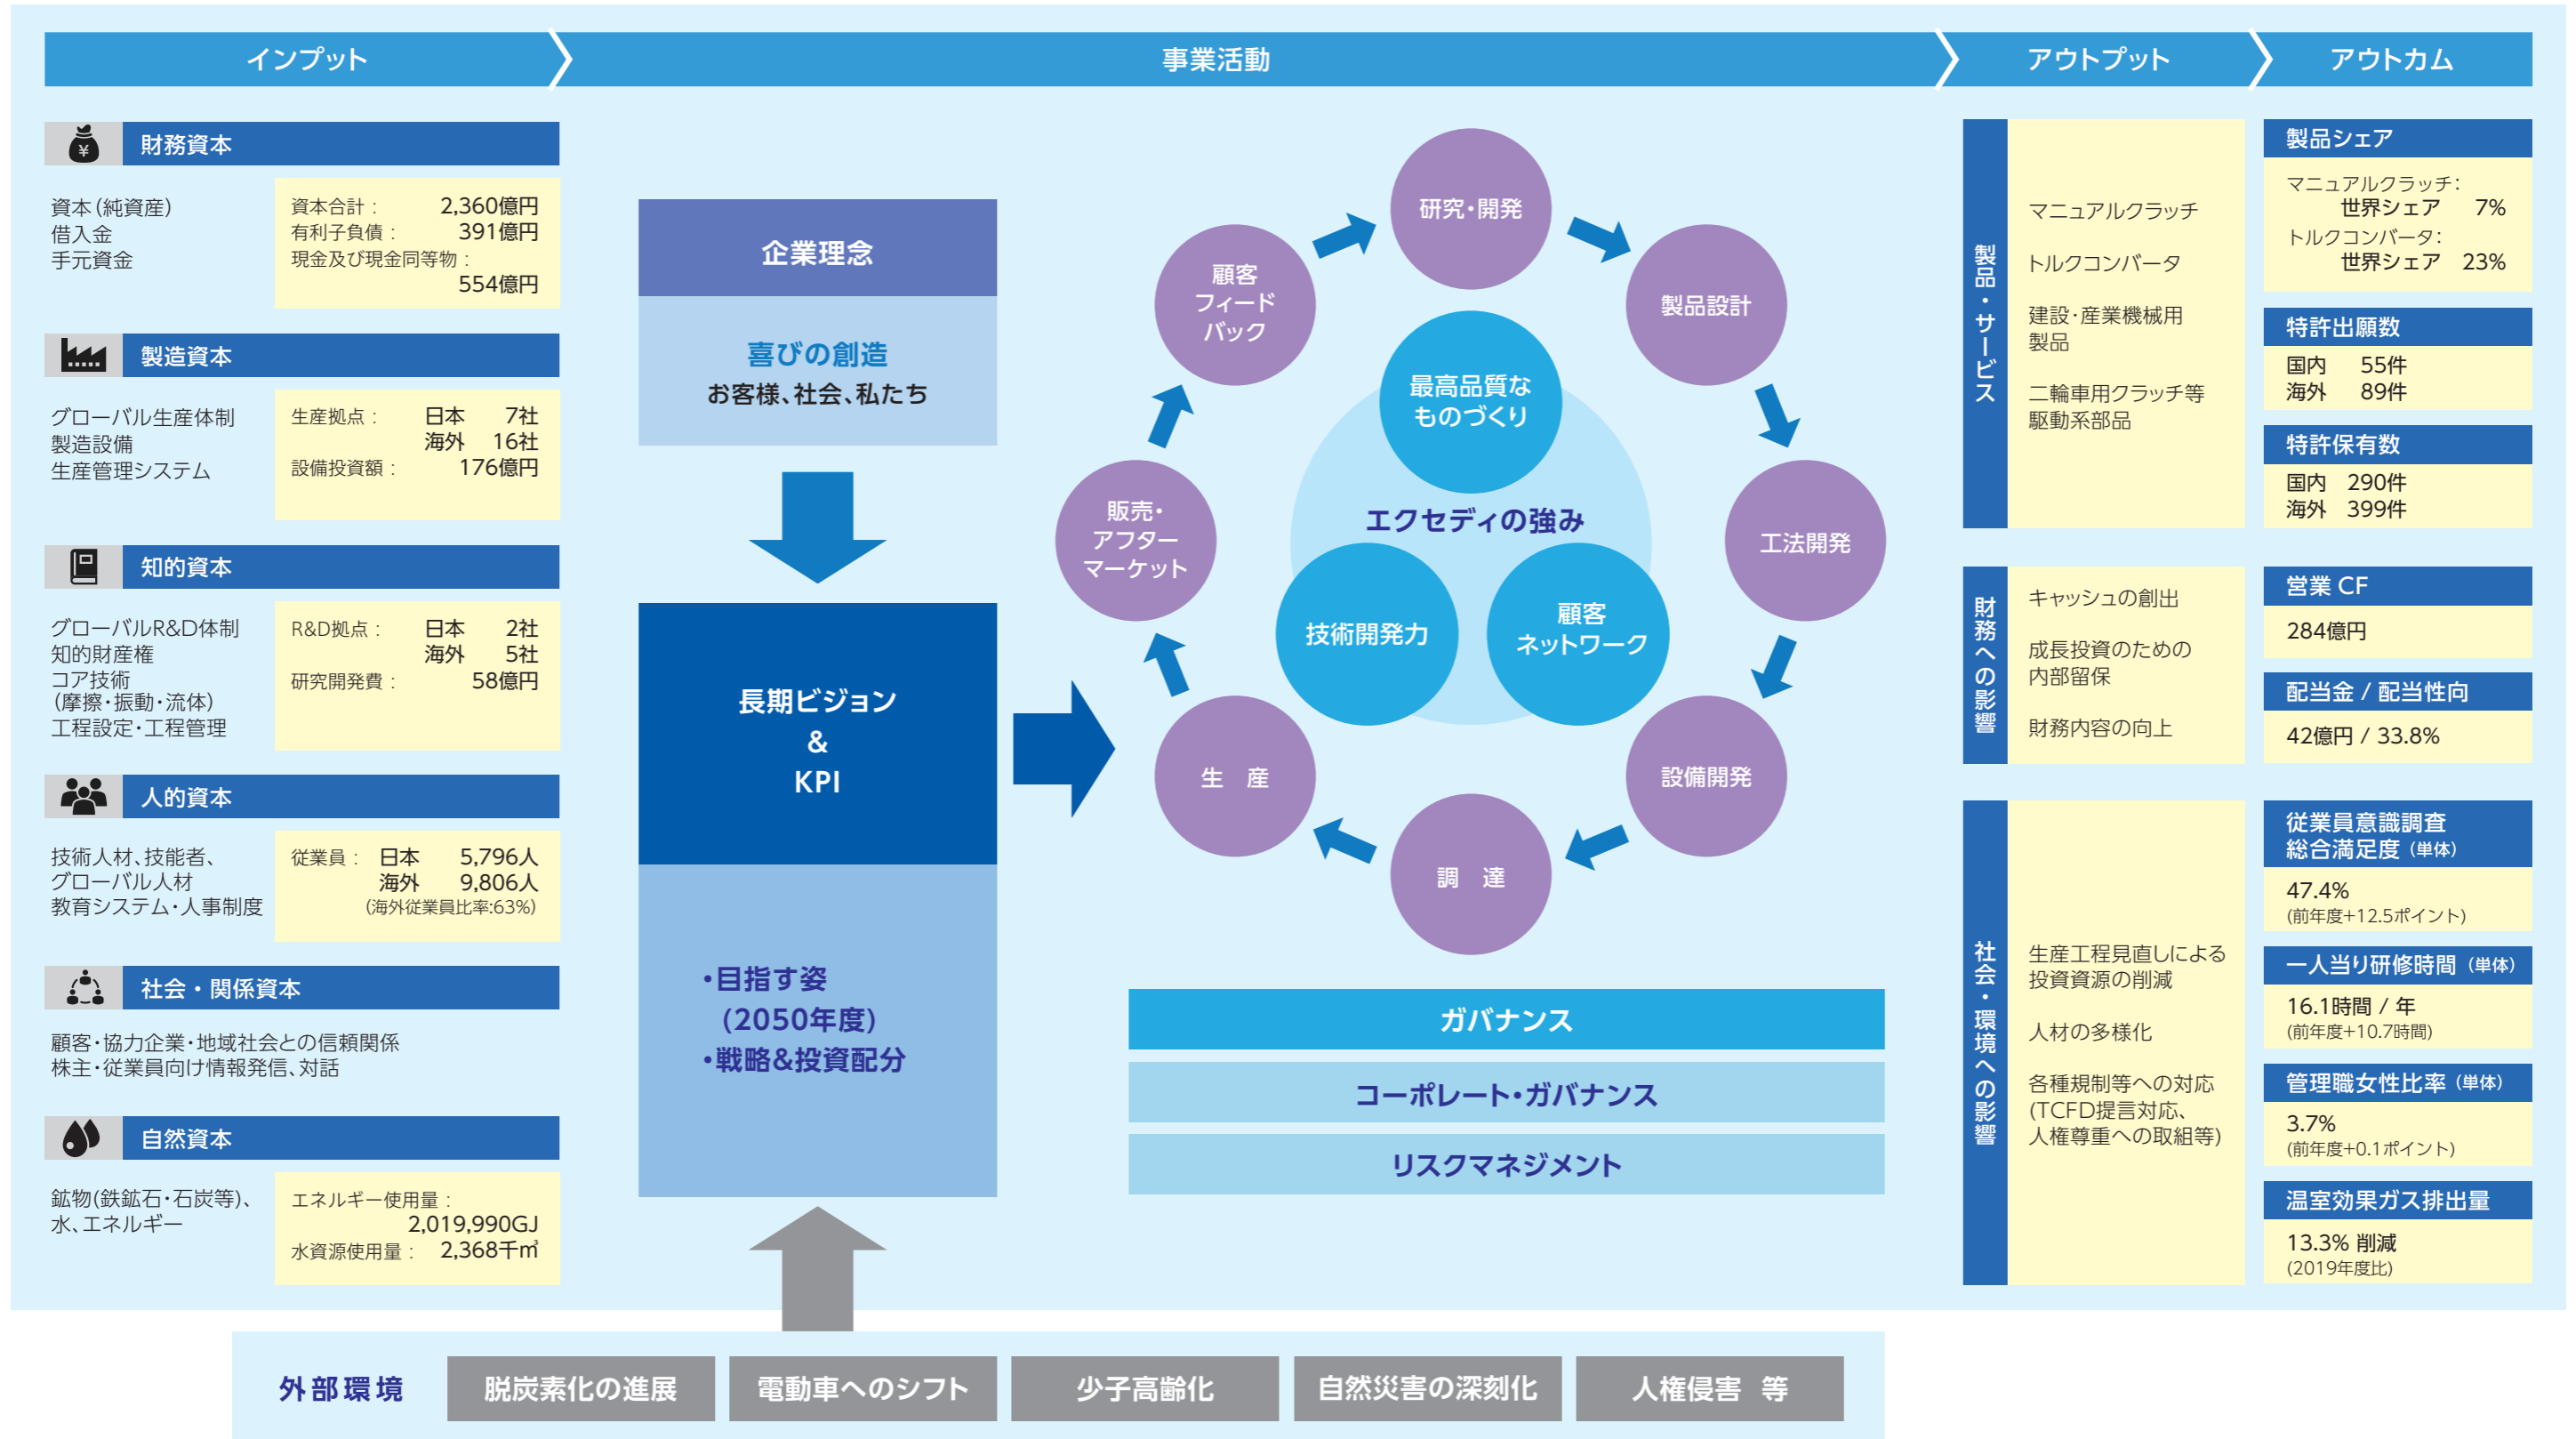 インプット
事業活動
アウトプット
アウトカム
¥
財務資本
資本(純資産)
借入金
手元資金
資本合計: 2,360億円
有利子負債: 391億円
現金及び現金同等物:
554億円
製造資本
グローバル生産体制
製造設備
生産管理システム
生産拠点: 日本 7社
海外 16社
設備投資額: 176億円
知的資本
グローバルR&D体制
知的財産権
コア技術
(摩擦・振動・流体)
工程設定・工程管理
R&D拠点: 日本 2社
海外 5社
研究開発費: 58億円
人的資本
技術人材、技能者、
グローバル人材
教育システム・人事制度
従業員: 日本 5,796人
海外 9,806人
(海外従業員比率:63%)
社会・関係資本
顧客・協力企業・地域社会との信頼関係
株主・従業員向け情報発信、対話
自然資本
鉱物(鉄鉱石・石炭等)、
水、エネルギー
エネルギー使用量:
2,019,990GJ
水資源使用量: 2,368千㎥
企業理念
喜びの創造
お客様、社会、私たち
長期ビジョン
&
KPI
・目指す姿
(2050年度)
・戦略&投資配分
研究・開発
製品設計
工法開発
設備開発
調 達
生 産
販売・
アフター
マーケット
顧客
フィード
バック
最高品質な
ものづくり
エクセディの強み
技術開発力
顧客
ネットワーク
ガバナンス
コーポレート・ガバナンス
リスクマネジメント
製品・サービス
マニュアルクラッチ
トルクコンバータ
建設・産業機械用
製品
二輪車用クラッチ等
駆動系部品
財務への影響
キャッシュの創出
成長投資のための
内部留保
財務内容の向上
社会・環境への影響
生産工程見直しによる
投資資源の削減
人材の多様化
各種規制等への対応
(TCFD提言対応、
人権尊重への取組等)
製品シェア
マニュアルクラッチ:
世界シェア 7%
トルクコンバータ:
世界シェア 23%
特許出願数
国内 55件
海外 89件
特許保有数
国内 290件
海外 399件
営業 CF
284億円
配当金 / 配当性向
42億円 / 33.8%
従業員意識調査
総合満足度(単体)
47.4%
(前年度+12.5ポイント)
一人当り研修時間(単体)
16.1時間 / 年
(前年度+10.7時間)
管理職女性比率(単体)
3.7%
(前年度+0.1ポイント)
温室効果ガス排出量
13.3% 削減
(2019年度比)
外部環境
脱炭素化の進展
電動車へのシフト
少子高齢化
自然災害の深刻化
人権侵害 等